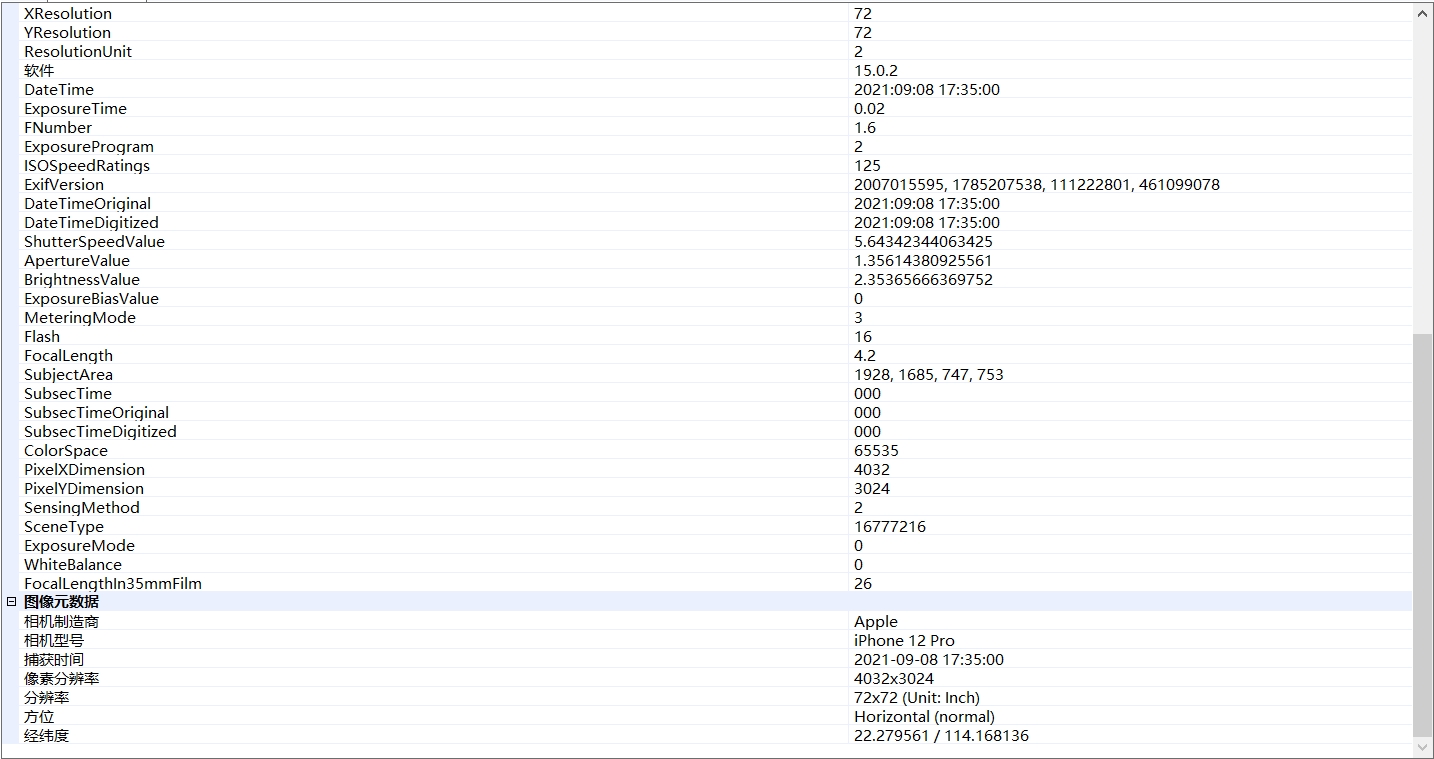 XResolution 72
YResolution 72
ResolutionUnit 2
软件 15.0.2
DateTime 2021:09:08 17:35:00
ExposureTime 0.02
FNumber 1.6
ExposureProgram 2
ISOSpeedRatings 125
ExifVersion 2007015595, 1785207538, 111222801, 461099078
DateTimeOriginal 2021:09:08 17:35:00
DateTimeDigitized 2021:09:08 17:35:00
ShutterSpeedValue 5.64342344063425
ApertureValue 1.35614380925561
BrightnessValue 2.35365666369752
ExposureBiasValue 0
MeteringMode 3
Flash 16
FocalLength 4.2
SubjectArea 1928, 1685, 747, 753
SubsecTime 000
SubsecTimeOriginal 000
SubsecTimeDigitized 000
ColorSpace 65535
PixelXDimension 4032
PixelYDimension 3024
SensingMethod 2
SceneType 16777216
ExposureMode 0
WhiteBalance 0
FocalLengthIn35mmFilm 26
图像元数据
相机制造商 Apple
相机型号 iPhone 12 Pro
捕获时间 2021-09-08 17:35:00
像素分辨率 4032x3024
分辨率 72x72 (Unit: Inch)
方位 Horizontal (normal)
经纬度 22.279561 / 114.168136